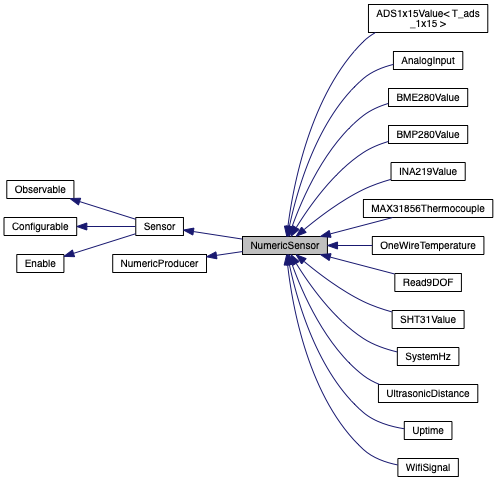 ADS1x15Value< T_ads
_1x15 >
AnalogInput
BME280Value
BMP280Value
INA219Value
MAX31856Thermocouple
OneWireTemperature
Read9DOF
SHT31Value
SystemHz
UltrasonicDistance
Uptime
WifiSignal
NumericSensor
Sensor
NumericProducer
Observable
Configurable
Enable